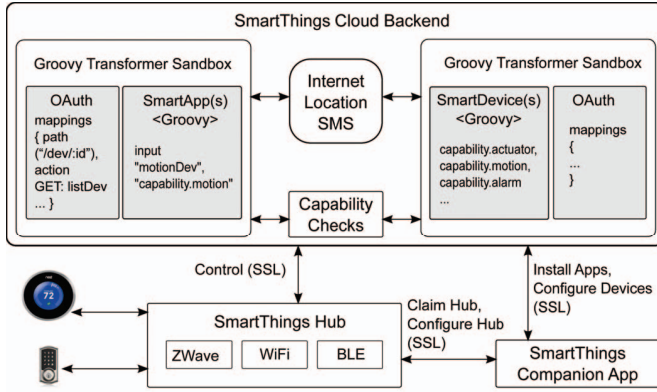 SmartThings Cloud Backend
Groovy Transformer Sandbox
OAuth
mappings
{ path
("/dev/:id"),
action
GET: listDev
... }
SmartApp(s)
<Groovy>
input
"motionDev",
"capability.motion"
Internet
Location
SMS
Capability
Checks
Groovy Transformer Sandbox
SmartDevice(s)
<Groovy>
capability.actuator,
capability.motion,
capability.alarm
...
OAuth
mappings
{
...
}
Control (SSL)
Install Apps,
Configure Devices
(SSL)
72
SmartThings Hub
ZWave
WiFi
BLE
Claim Hub,
Configure Hub
(SSL)
SmartThings
Companion App